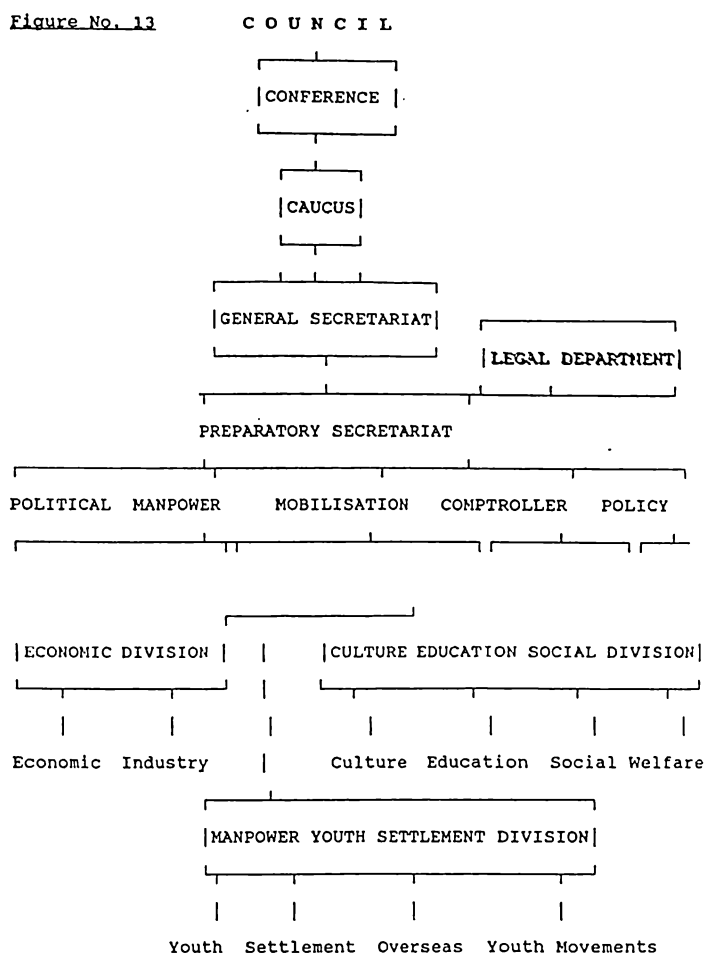 Figure No. 13 C O U N C I L
CONFERENCE
CAUCUS
GENERAL SECRETARIAT
LEGAL DEPARTMENT
PREPARATORY SECRETARIAT
POLITICAL MANPOWER MOBILISATION COMPTROLLER POLICY
ECONOMIC DIVISION CULTURE EDUCATION SOCIAL DIVISION
Economic Industry Culture Education Social Welfare
MANPOWER YOUTH SETTLEMENT DIVISION
Youth Settlement Overseas Youth Movements